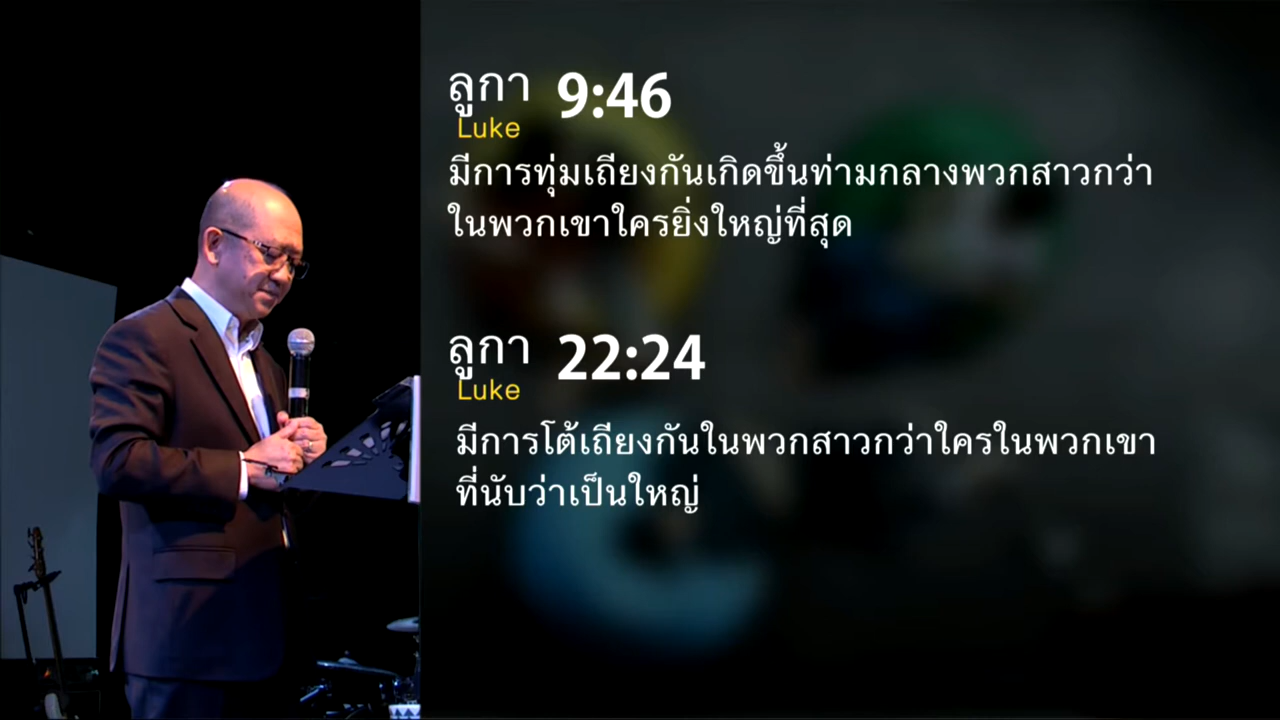 ลูกา 9:46
Luke
มีการทุ่มเถียงกันเกิดขึ้นท่ามกลางพวกสาวกว่า
ในพวกเขาใครยิ่งใหญ่ที่สุด
ลูกา 22:24
Luke
มีการโต้เถียงกันในพวกสาวกว่าใครในพวกเขา
ที่นับว่าเป็นใหญ่